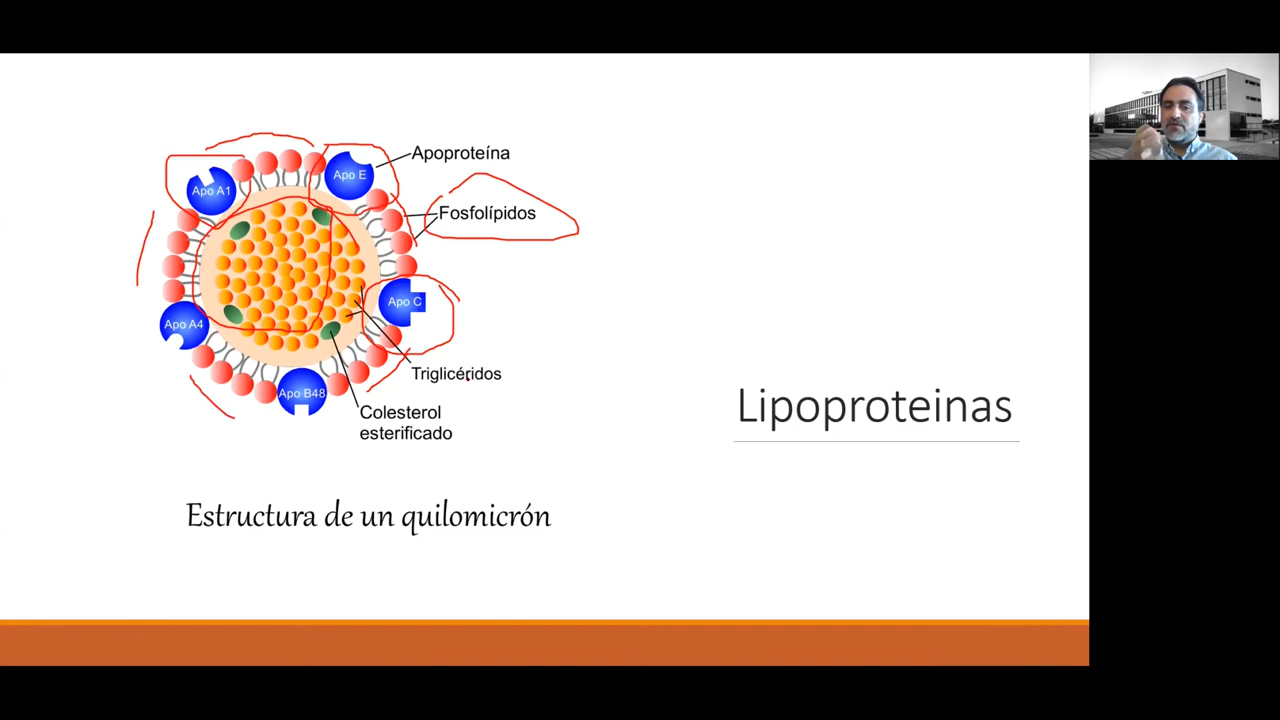 Apoproteína
Apo E
Apo A1
Fosfolípidos
Apo C
Apo A4
Triglicéridos
Apo B48
Colesterol
esterificado
Lipoproteinas
Estructura de un quilomicrón